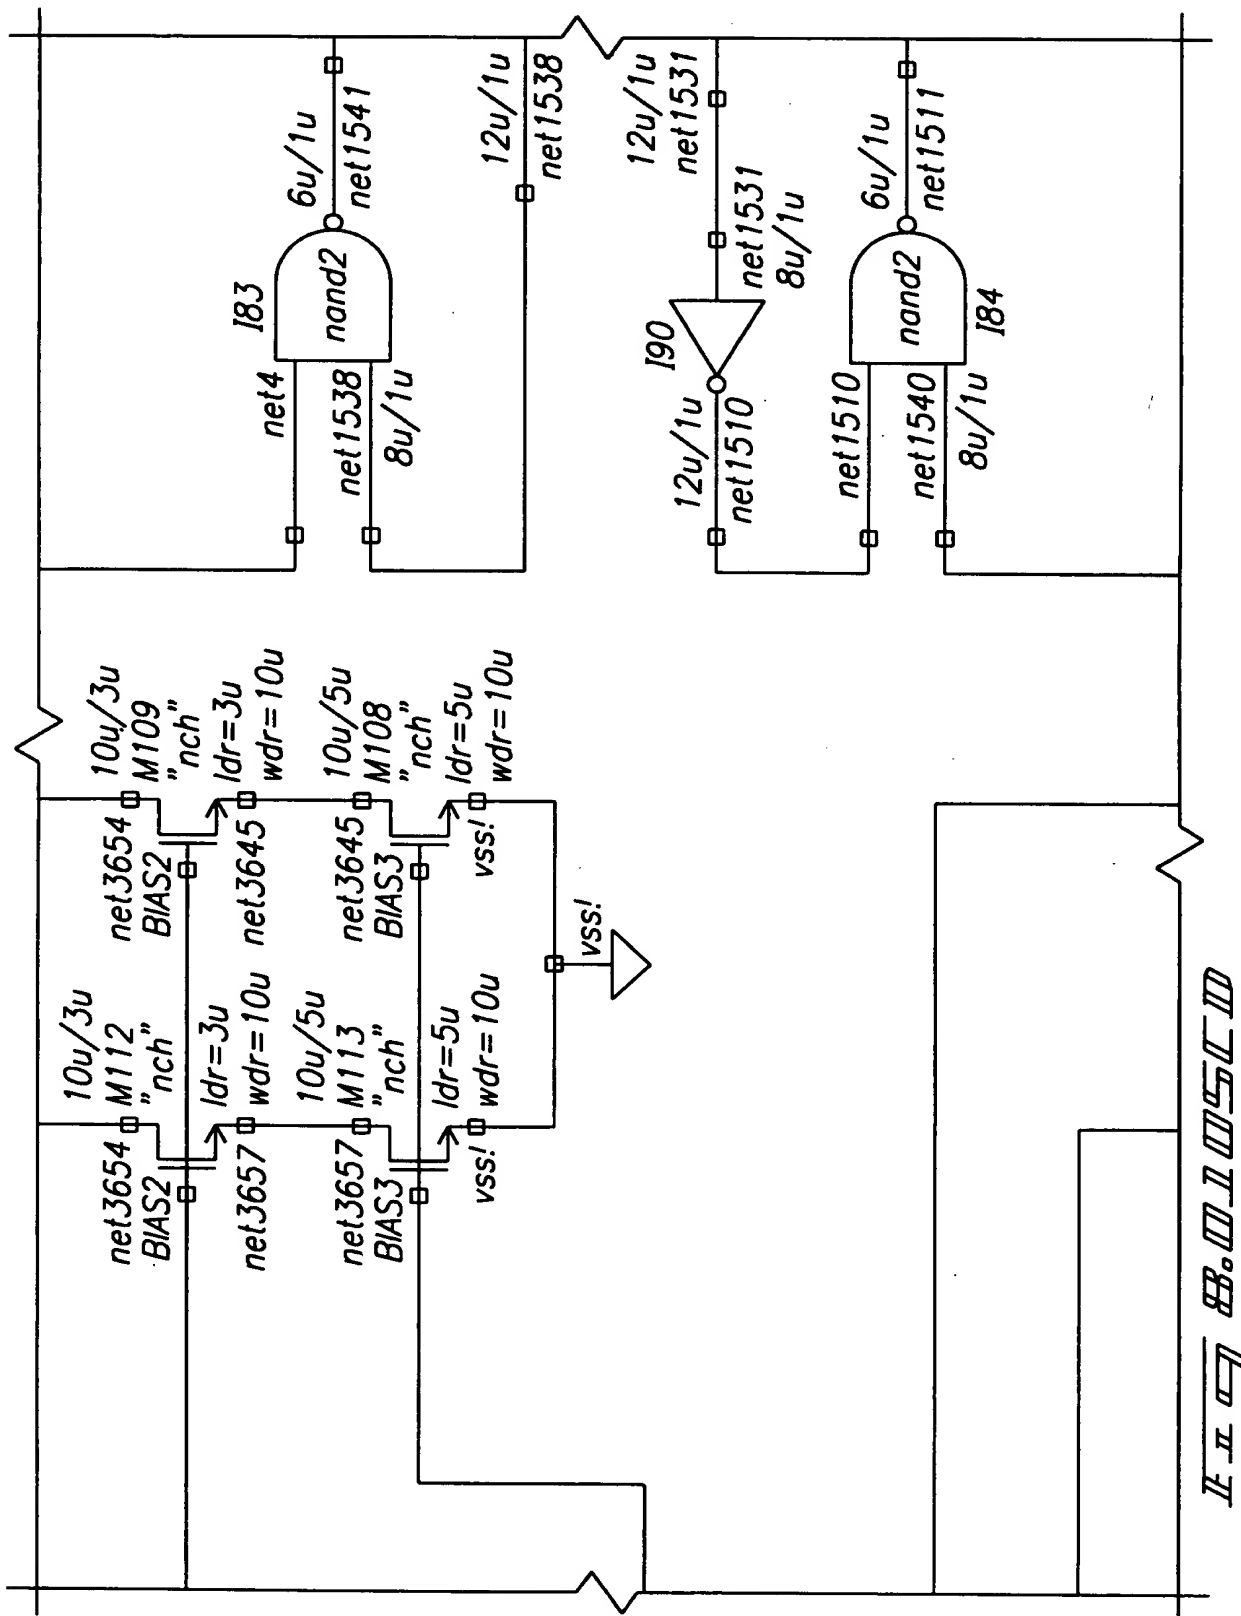 10u/3u
M112
"nch"
net3654
BIAS2
ldr=3u
wdr=10u
net3657
10u/5u
M113
"nch"
net3657
BIAS3
ldr=5u
wdr=10u
vss!
10u/3u
M109
"nch"
net3654
BIAS2
ldr=3u
wdr=10u
net3645
10u/5u
M108
"nch"
net3645
BIAS3
ldr=5u
wdr=10u
vss!
vss!
I83
net4
nand2
6u/1u
net1541
net1538
8u/1u
12u/1u
net1538
I90
12u/1u
net1510
12u/1u
net1531
net1531
8u/1u
net1510
nand2
6u/1u
net1511
net1540
8u/1u
I84
Fig 8.0105CD